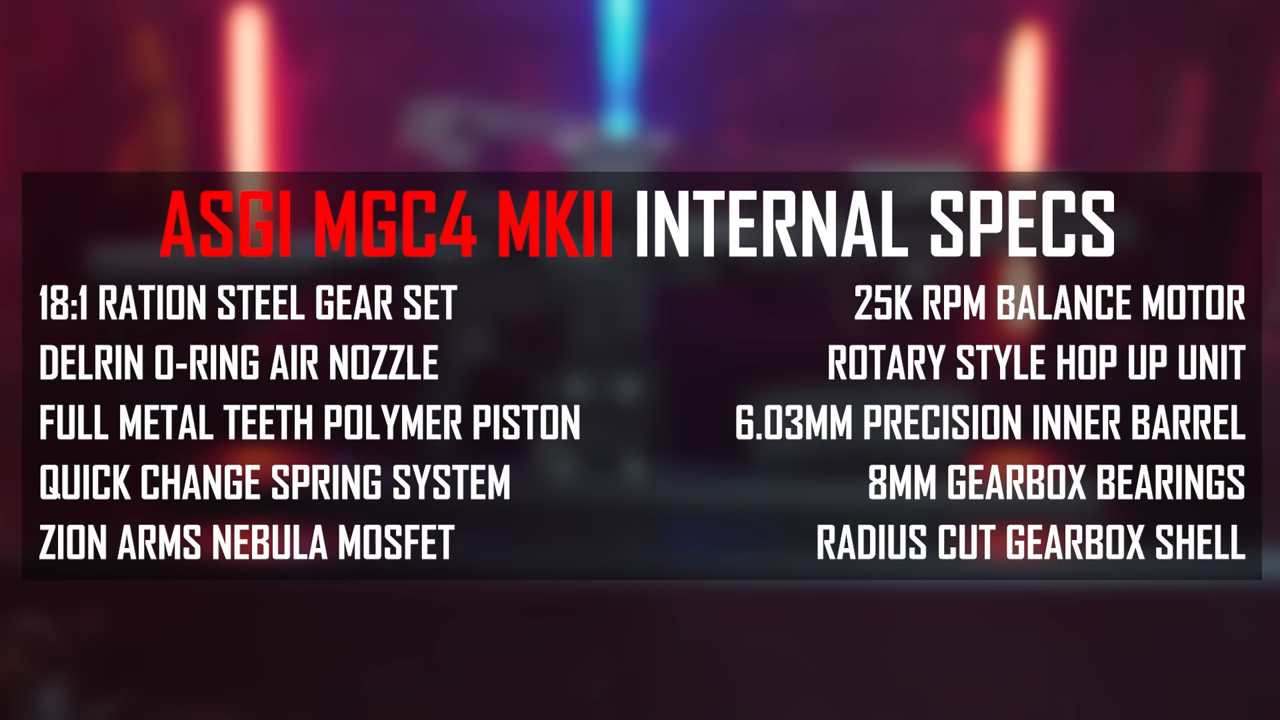 ASGI MGC4 MKII INTERNAL SPECS
18:1 RATION STEEL GEAR SET
DELRIN O-RING AIR NOZZLE
FULL METAL TEETH POLYMER PISTON
QUICK CHANGE SPRING SYSTEM
ZION ARMS NEBULA MOSFET
25K RPM BALANCE MOTOR
ROTARY STYLE HOP UP UNIT
6.03MM PRECISION INNER BARREL
8MM GEARBOX BEARINGS
RADIUS CUT GEARBOX SHELL